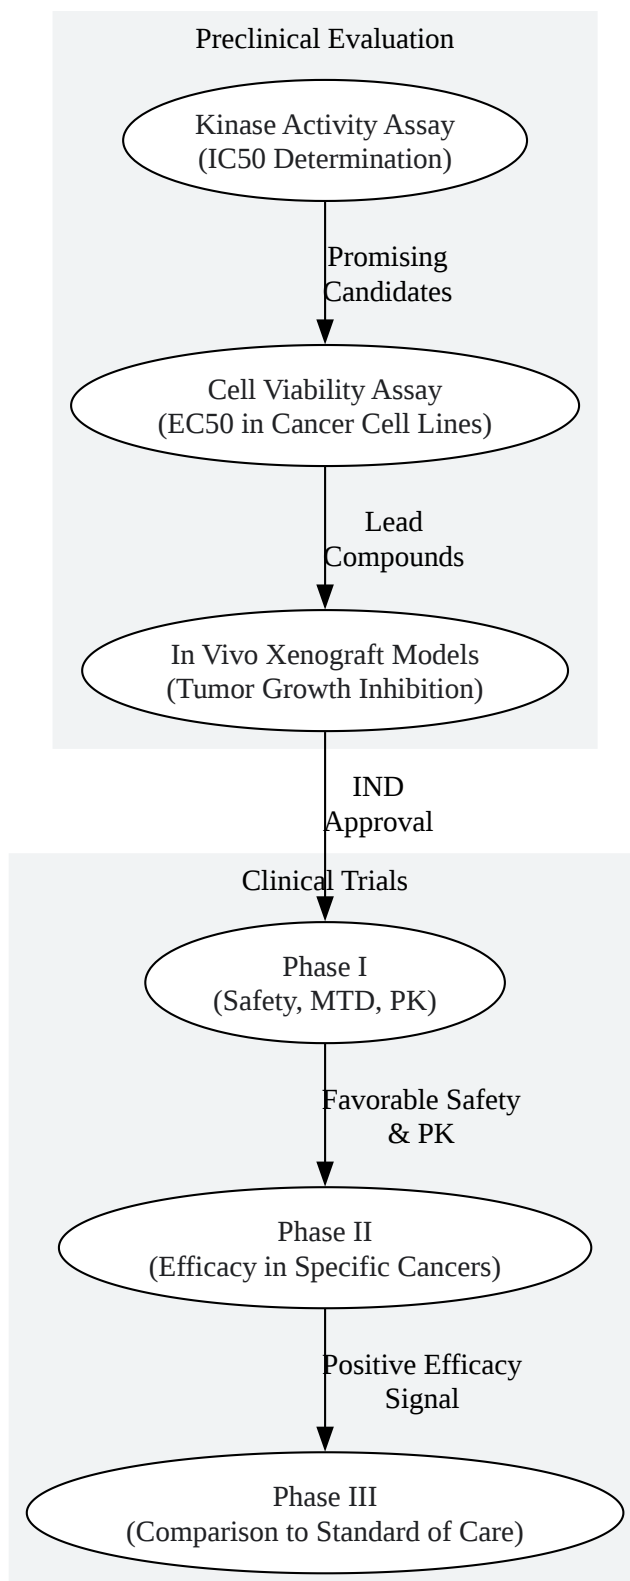 Preclinical Evaluation
Kinase Activity Assay
(IC50 Determination)
Promising
Candidates
Cell Viability Assay
(EC50 in Cancer Cell Lines)
Lead
Compounds
In Vivo Xenograft Models
(Tumor Growth Inhibition)
IND
Approval
Clinical Trials
Phase I
(Safety, MTD, PK)
Favorable Safety
& PK
Phase II
(Efficacy in Specific Cancers)
Positive Efficacy
Signal
Phase III
(Comparison to Standard of Care)